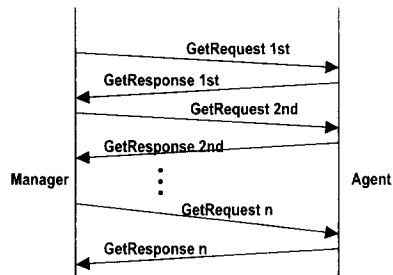 GetRequest 1st
GetResponse 1st
GetRequest 2nd
GetResponse 2nd
Manager
Agent
GetRequest n
GetResponse n